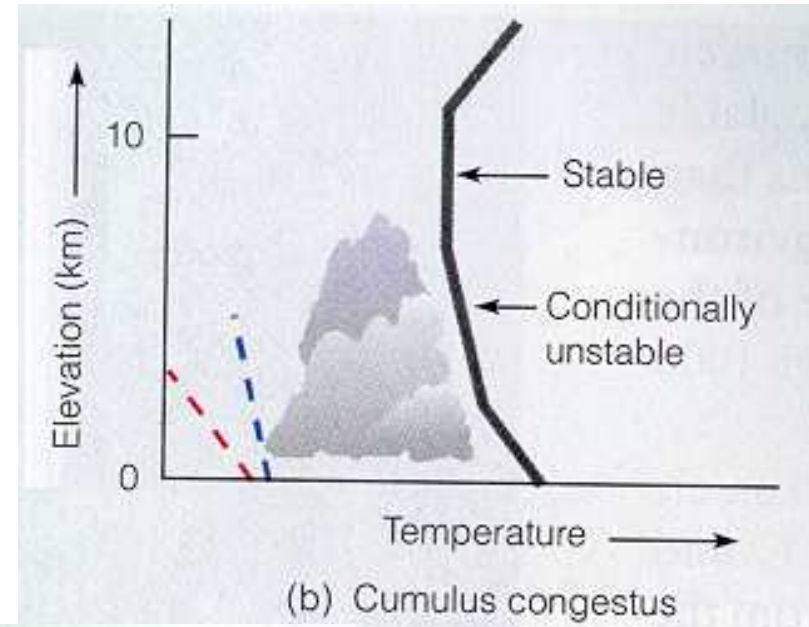 10
Stable
Elevation (km)
Conditionally
unstable
0
Temperature
(b) Cumulus congestus